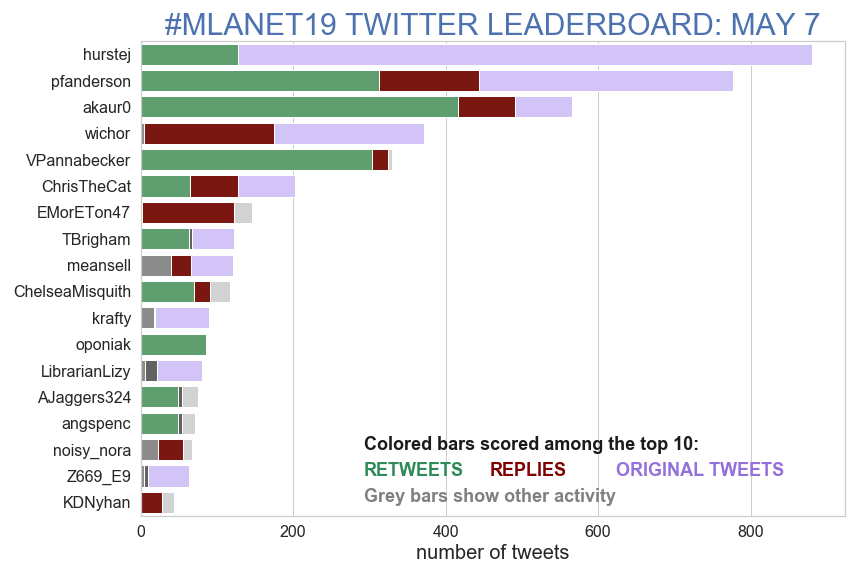 #MLANET19 TWITTER LEADERBOARD: MAY 7
hurstej
pfanderson
akaur0
wichor
VPannabecker
ChrisTheCat
EMorETon47
TBrigham
meansell
ChelseaMisquith
krafty
oponiak
LibrarianLizy
AJaggers324
angspenc
noisy_nora
Z669_E9
KDNyhan
Colored bars scored among the top 10:
RETWEETS REPLIES ORIGINAL TWEETS
Grey bars show other activity
0 200 400 600 800
number of tweets